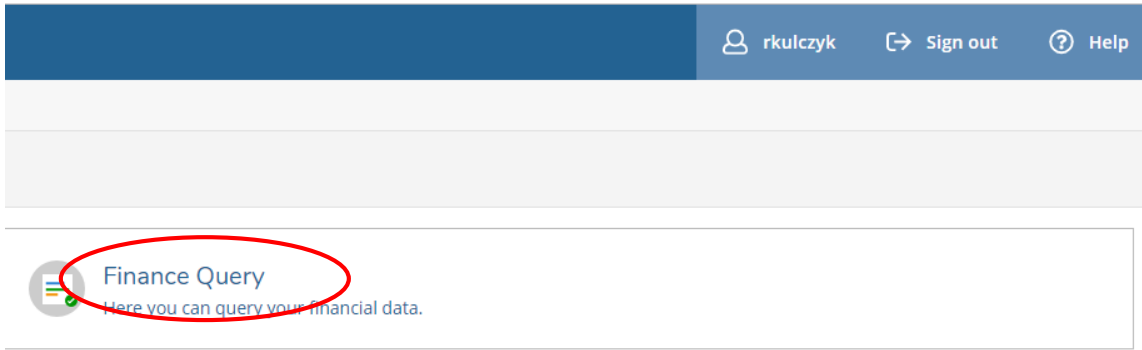 rkulczyk Sign out Help
Finance Query
Here you can query your financial data.